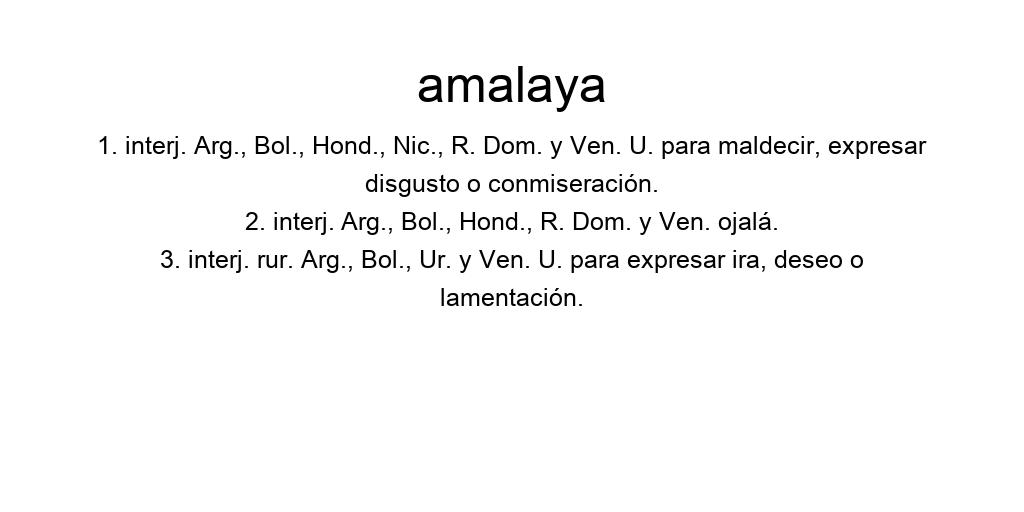 amalaya
1. interj. Arg., Bol., Hond., Nic., R. Dom. y Ven. U. para maldecir, expresar
disgusto o conmiseración.
2. interj. Arg., Bol., Hond., R. Dom. y Ven. ojalá.
3. interj. rur. Arg., Bol., Ur. y Ven. U. para expresar ira, deseo o
lamentación.